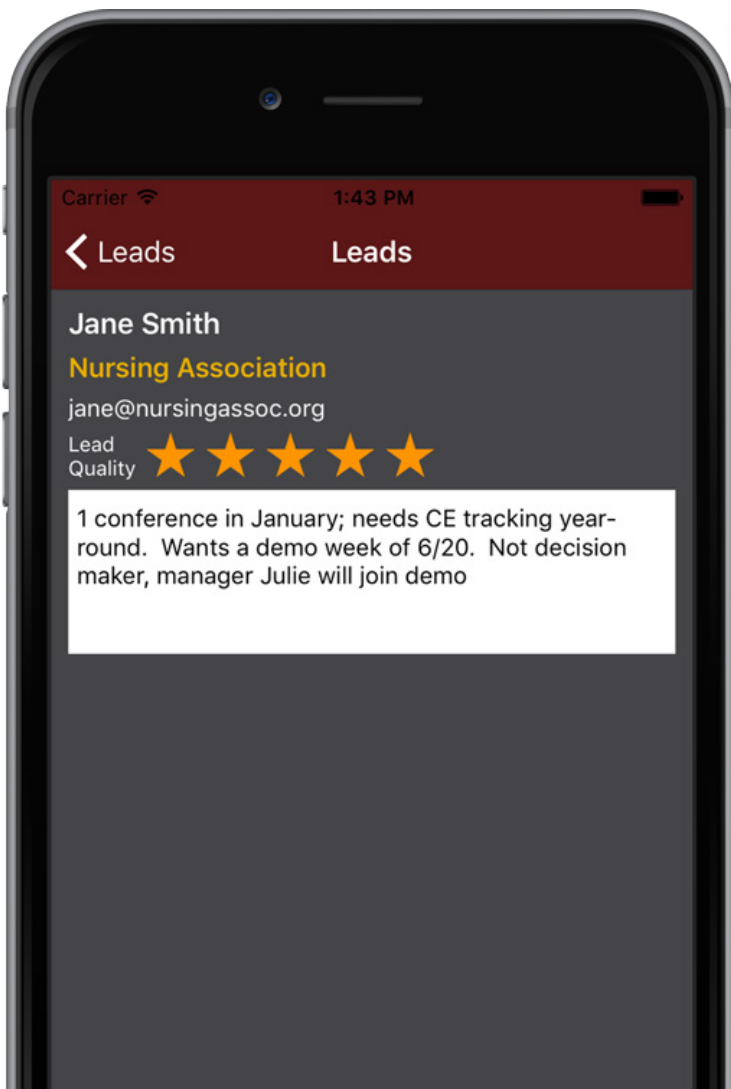 Carrier 1:43 PM
Leads Leads
Jane Smith
Nursing Association
jane@nursingassoc.org
Lead
Quality
1 conference in January; needs CE tracking year-
round.  Wants a demo week of 6/20.  Not decision
maker, manager Julie will join demo